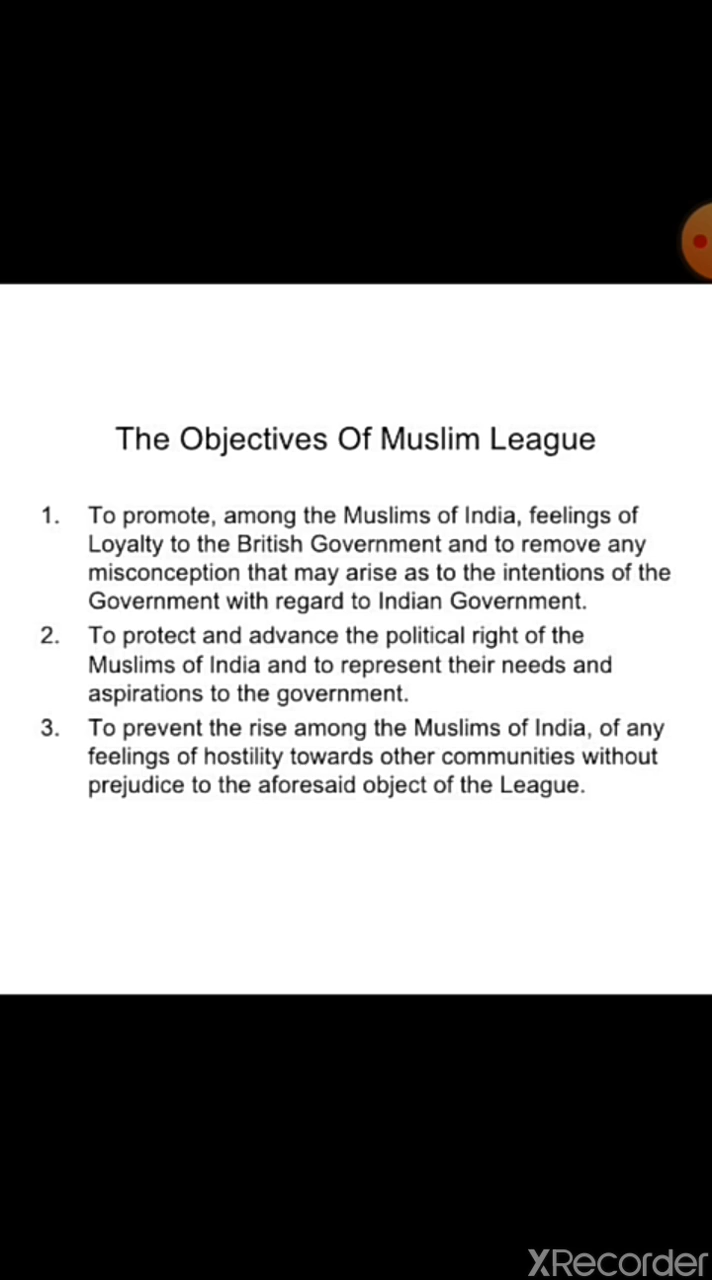 The Objectives Of Muslim League
1. To promote, among the Muslims of India, feelings of
Loyalty to the British Government and to remove any
misconception that may arise as to the intentions of the
Government with regard to Indian Government.
2. To protect and advance the political right of the
Muslims of India and to represent their needs and
aspirations to the government.
3. To prevent the rise among the Muslims of India, of any
feelings of hostility towards other communities without
prejudice to the aforesaid object of the League.
XRecorder